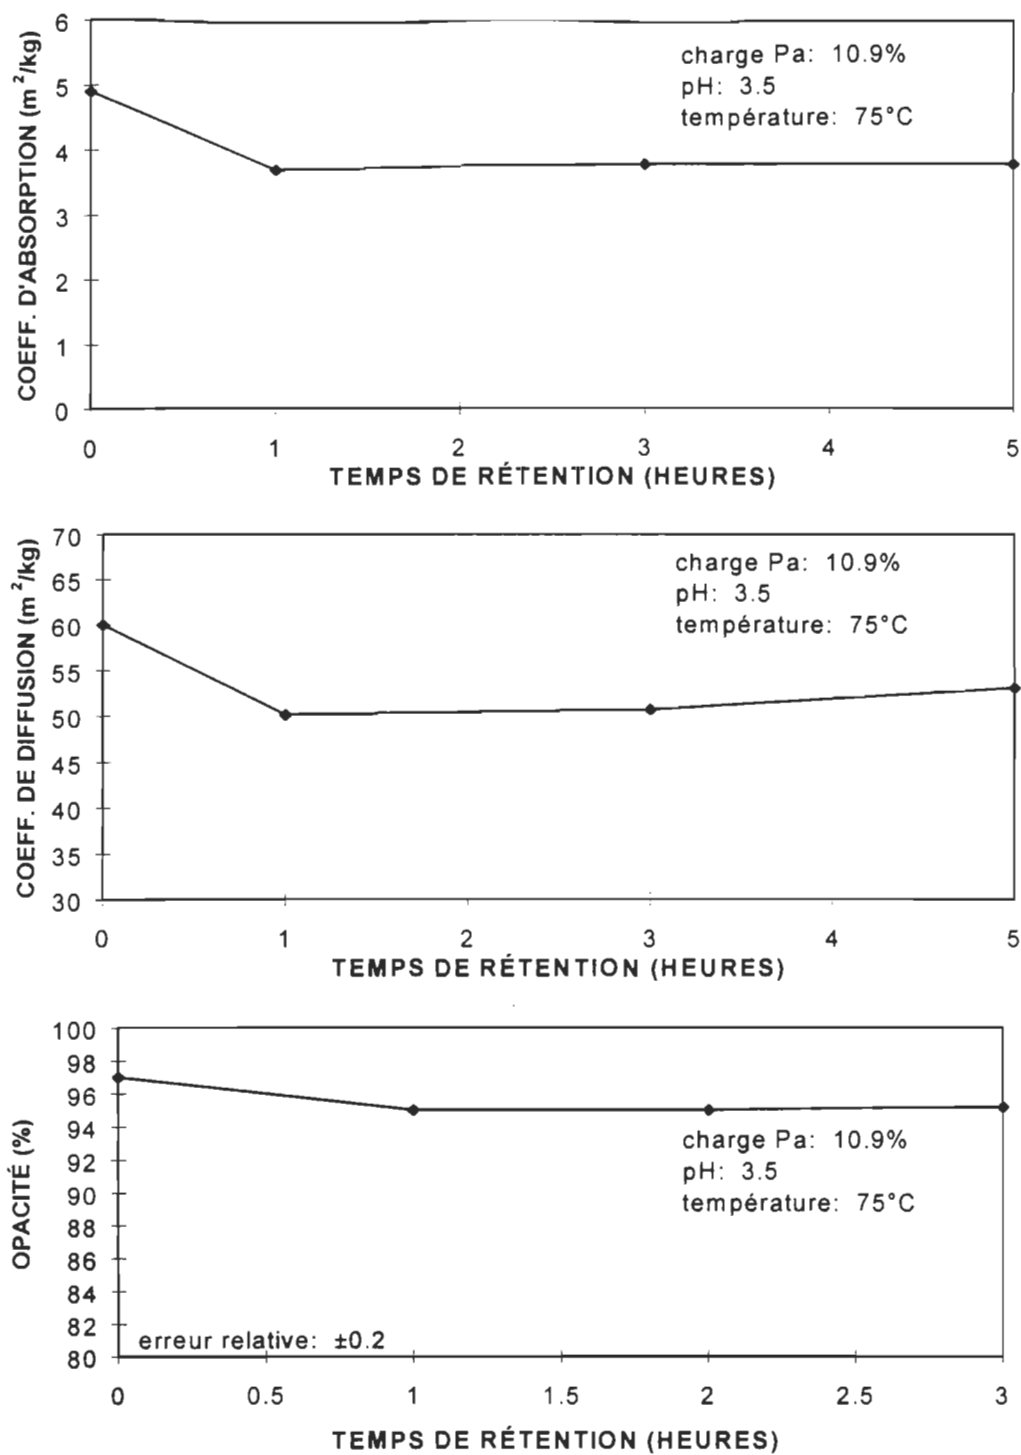 COEFF. D'ABSORPTION (m²/kg)
6
5
4
3
2
1
0
charge Pa: 10.9%
pH: 3.5
température: 75°C
0 1 2 3 4 5
TEMPS DE RÉTENTION (HEURES)
COEFF. DE DIFFUSION (m²/kg)
70
65
60
55
50
45
40
35
30
charge Pa: 10.9%
pH: 3.5
température: 75°C
0 1 2 3 4 5
TEMPS DE RÉTENTION (HEURES)
OPACITÉ (%)
100
98
96
94
92
90
88
86
84
82
80
charge Pa: 10.9%
pH: 3.5
température: 75°C
erreur relative: ±0.2
0 0.5 1 1.5 2 2.5 3
TEMPS DE RÉTENTION (HEURES)